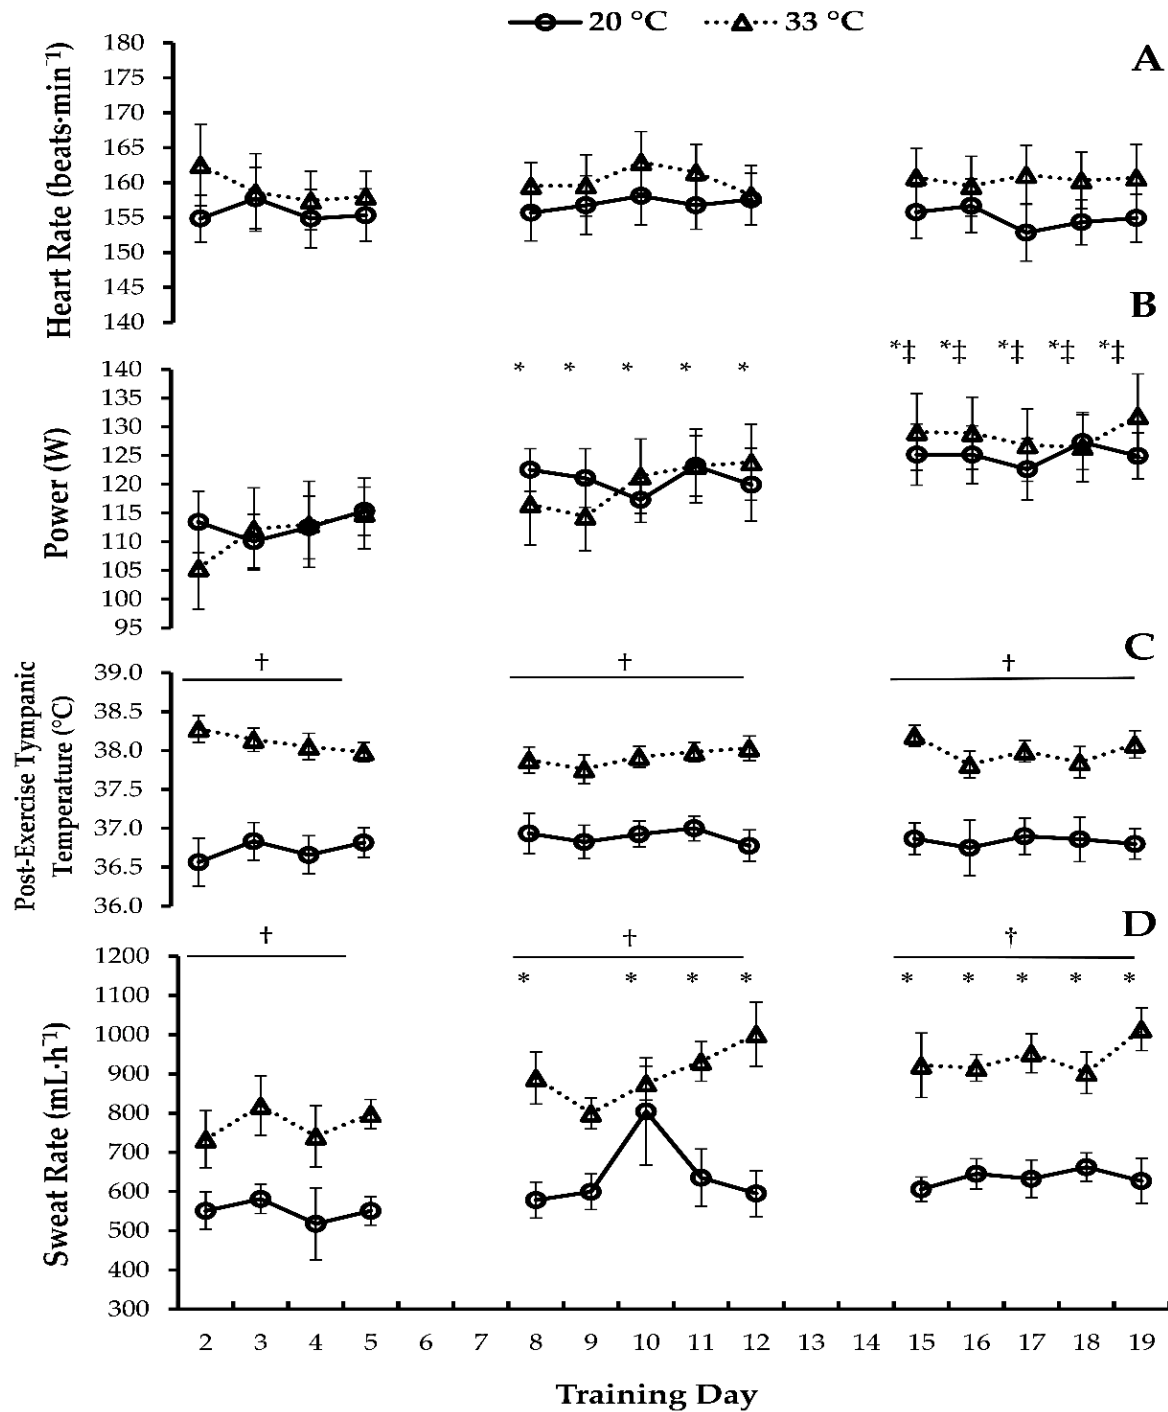 20 °C 33 °C
A
Heart Rate (beats·min⁻¹)
180
175
170
165
160
155
150
145
140
B
Power (W)
*‡ *‡ *‡ *‡ *‡
* * * * *
140
135
130
125
120
115
110
105
100
95
C
Post-Exercise Tympanic
Temperature (°C)
† † †
39.0
38.5
38.0
37.5
37.0
36.5
36.0
D
Sweat Rate (mL·h⁻¹)
† † †
* * * * * * * * *
1200
1100
1000
900
800
700
600
500
400
300
2 3 4 5 6 7 8 9 10 11 12 13 14 15 16 17 18 19
Training Day